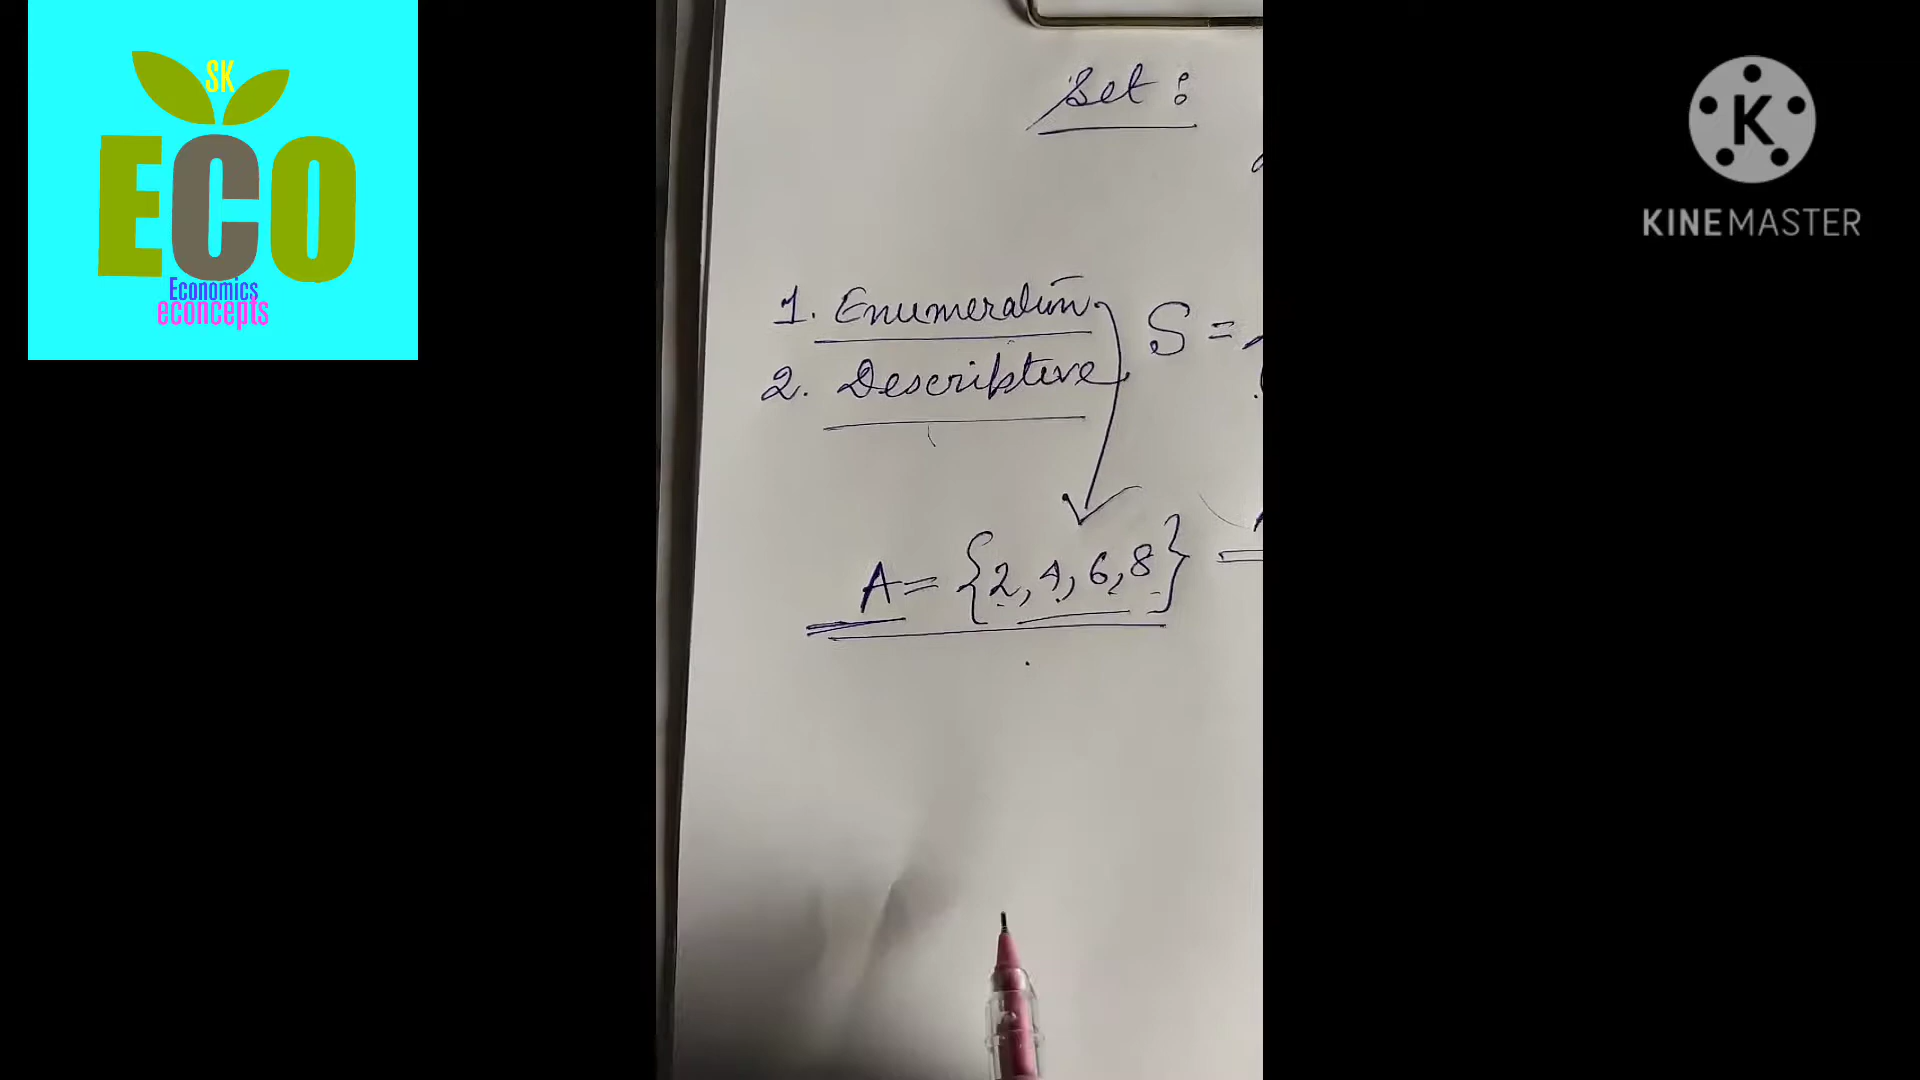 SK
ECO
Economics
econcepts
K
KINEMASTER
Set :
1. Enumeration
2. Descriptive
S =
A = {2, 4, 6, 8}